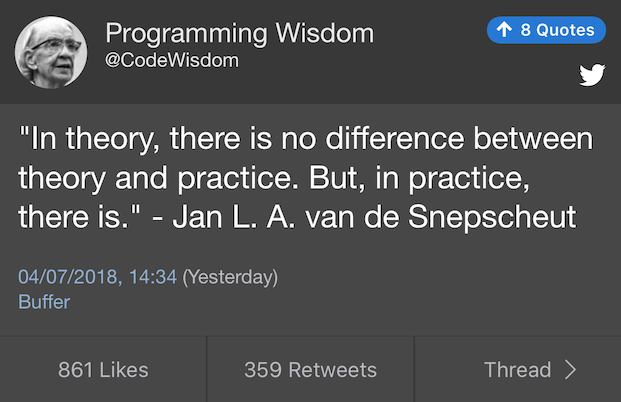 Programming Wisdom
@CodeWisdom
8 Quotes
"In theory, there is no difference between
theory and practice. But, in practice,
there is." - Jan L. A. van de Snepscheut
04/07/2018, 14:34 (Yesterday)
Buffer
861 Likes
359 Retweets
Thread